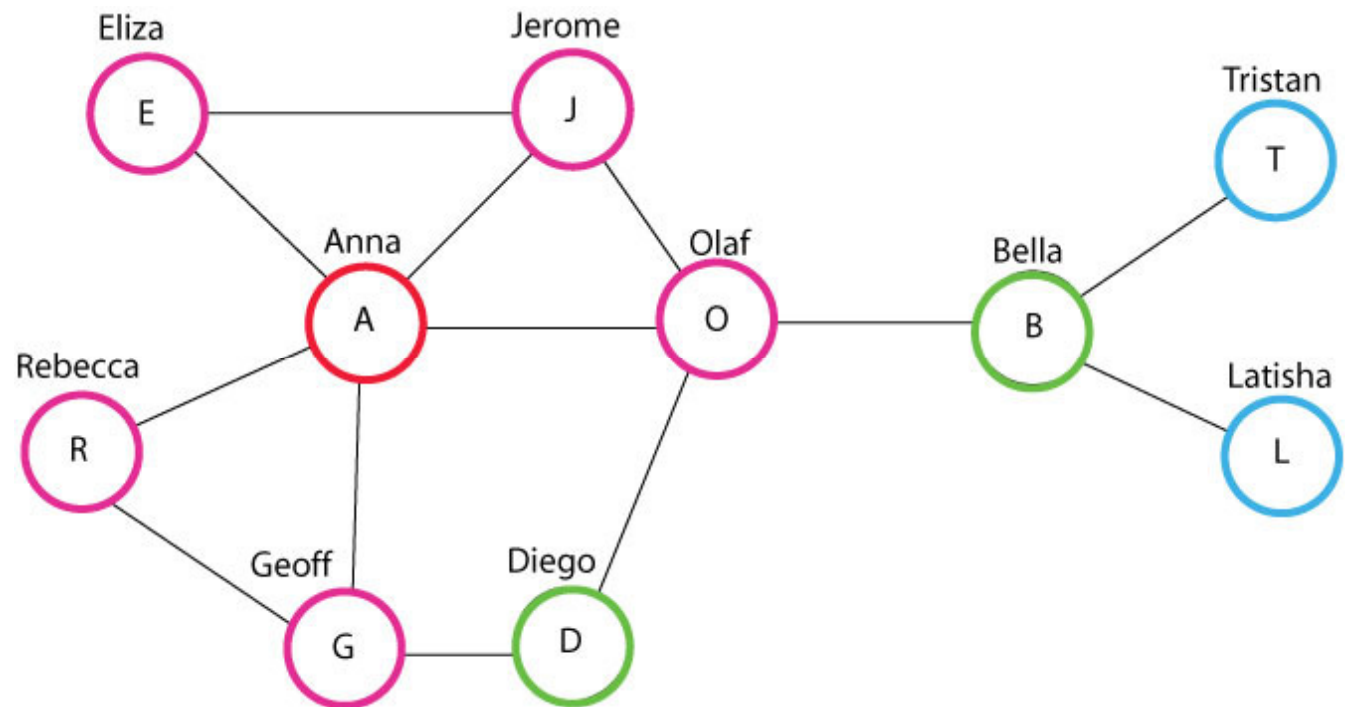 Eliza
E
Jerome
J
Tristan
T
Anna
A
Olaf
O
Bella
B
Rebecca
R
Latisha
L
Geoff
G
Diego
D